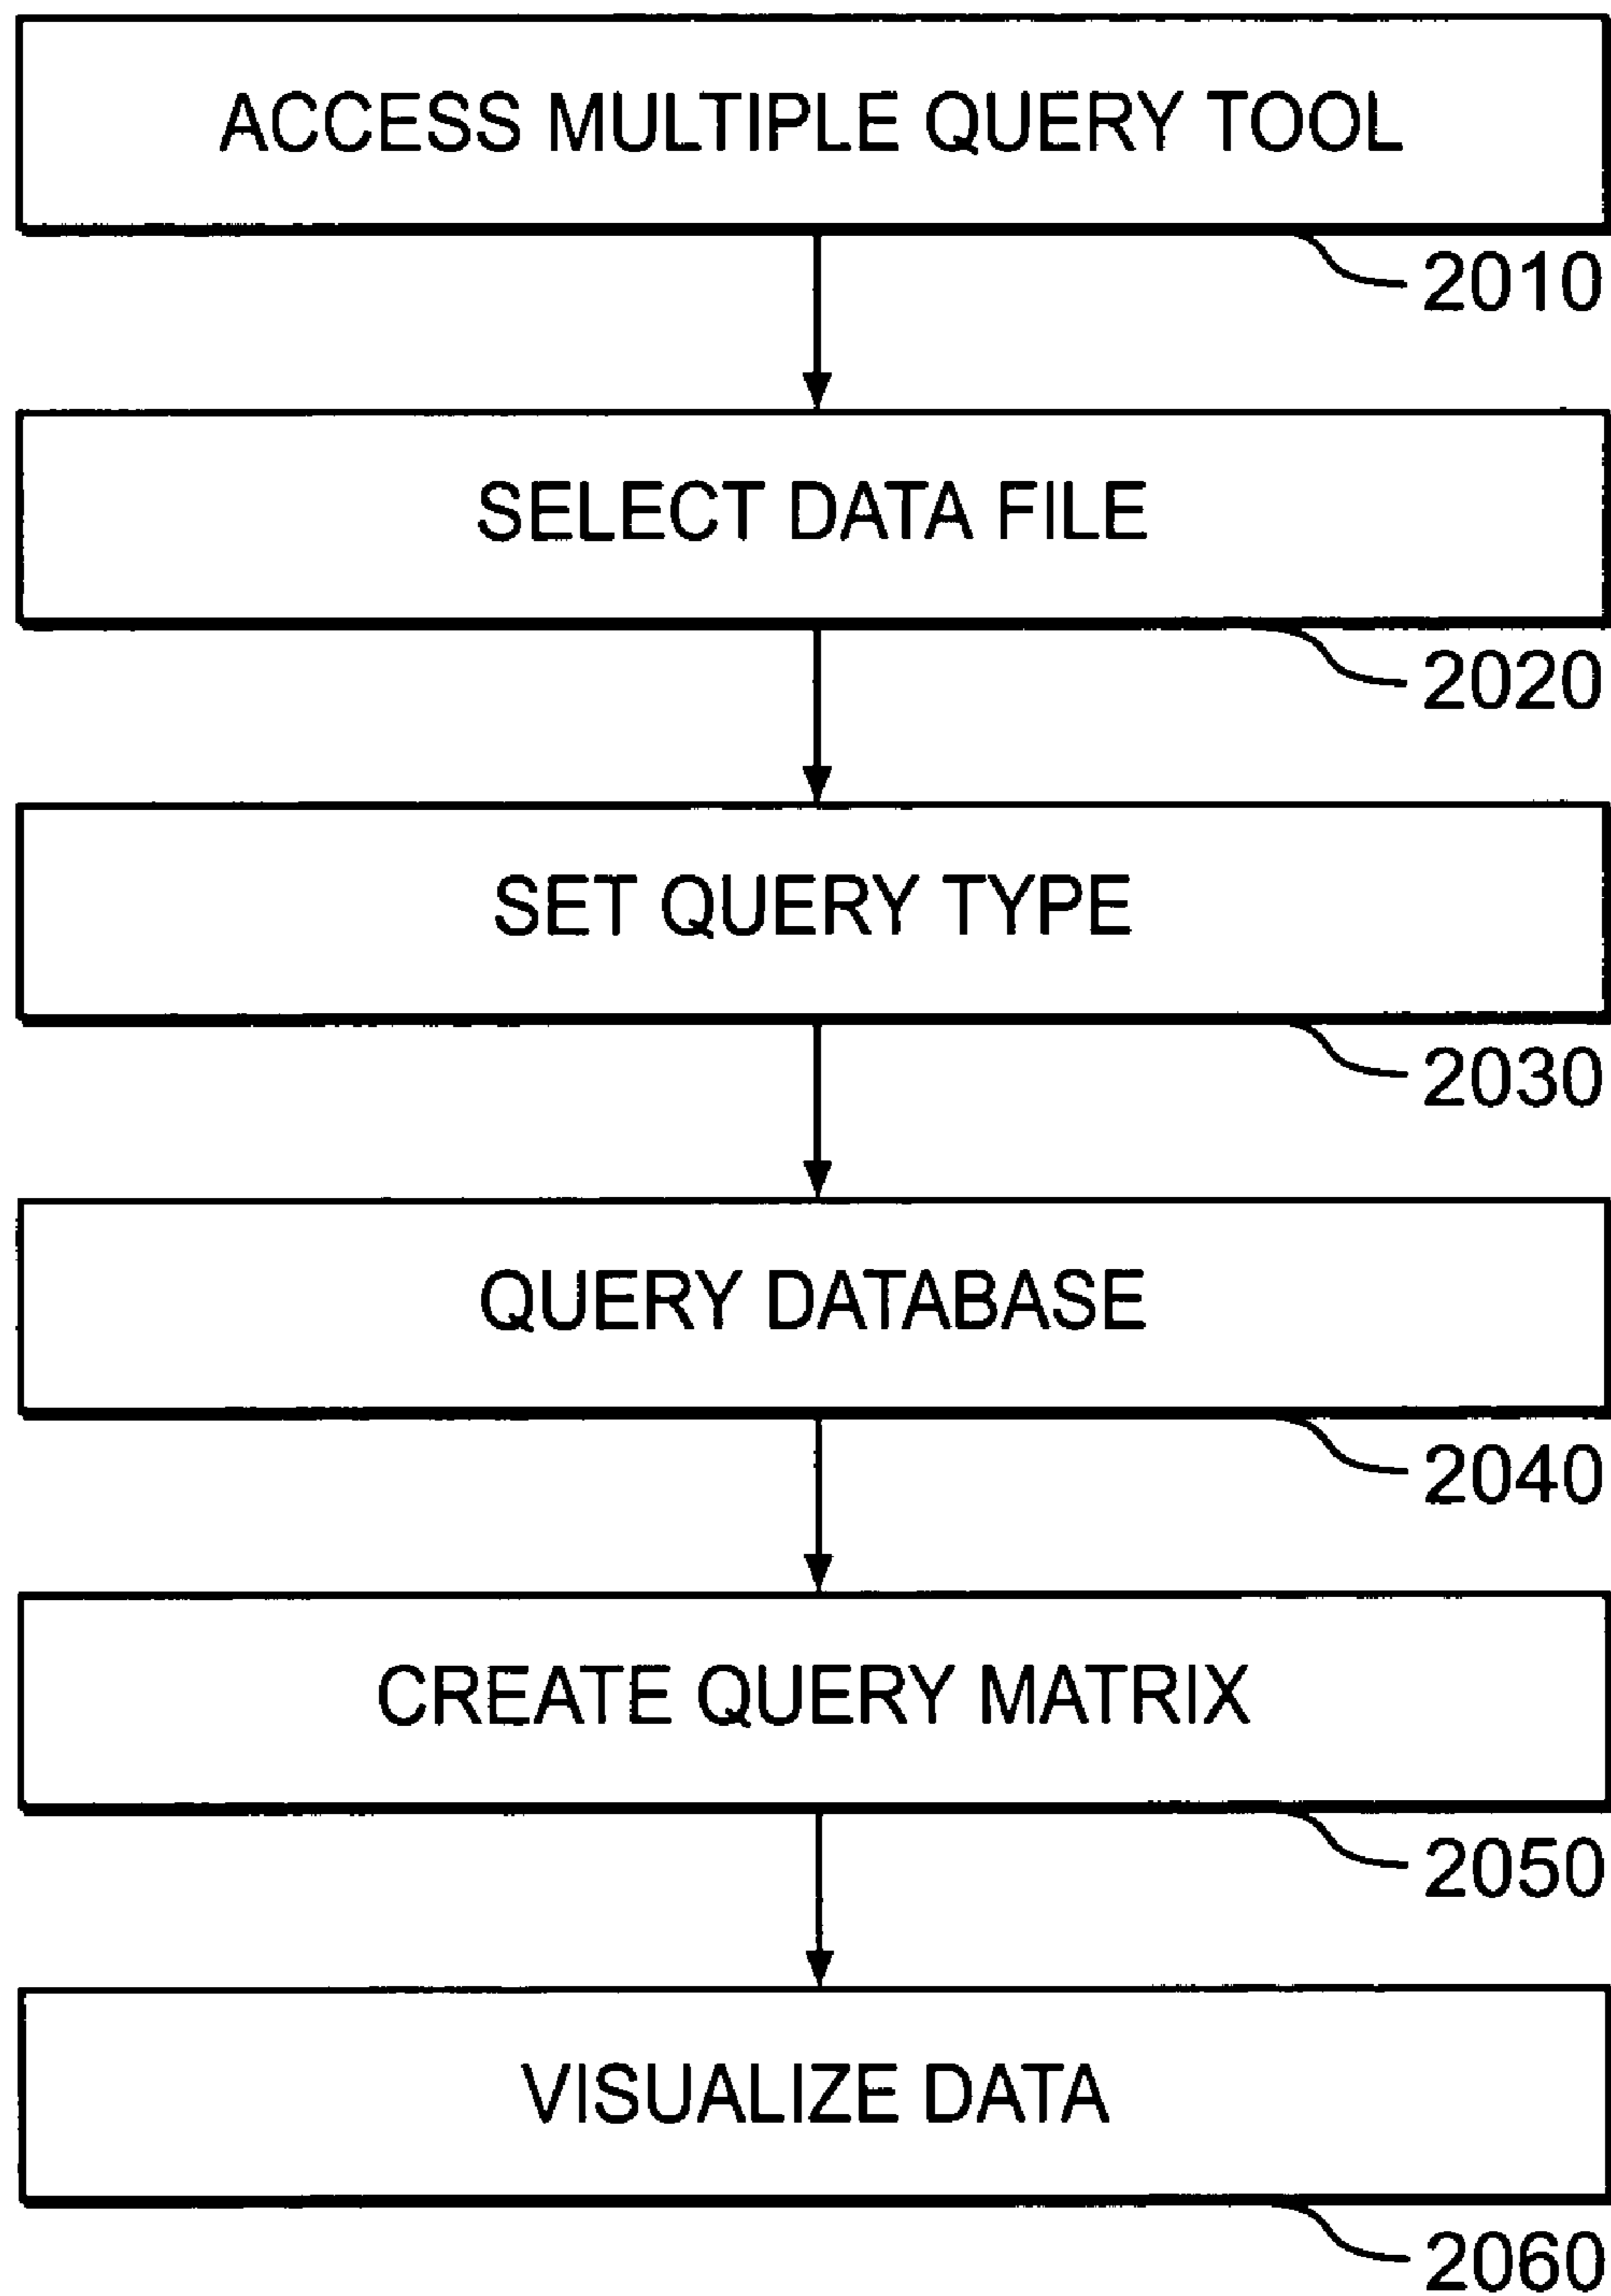 ACCESS MULTIPLE QUERY TOOL
2010
SELECT DATA FILE
2020
SET QUERY TYPE
2030
QUERY DATABASE
2040
CREATE QUERY MATRIX
2050
VISUALIZE DATA
2060